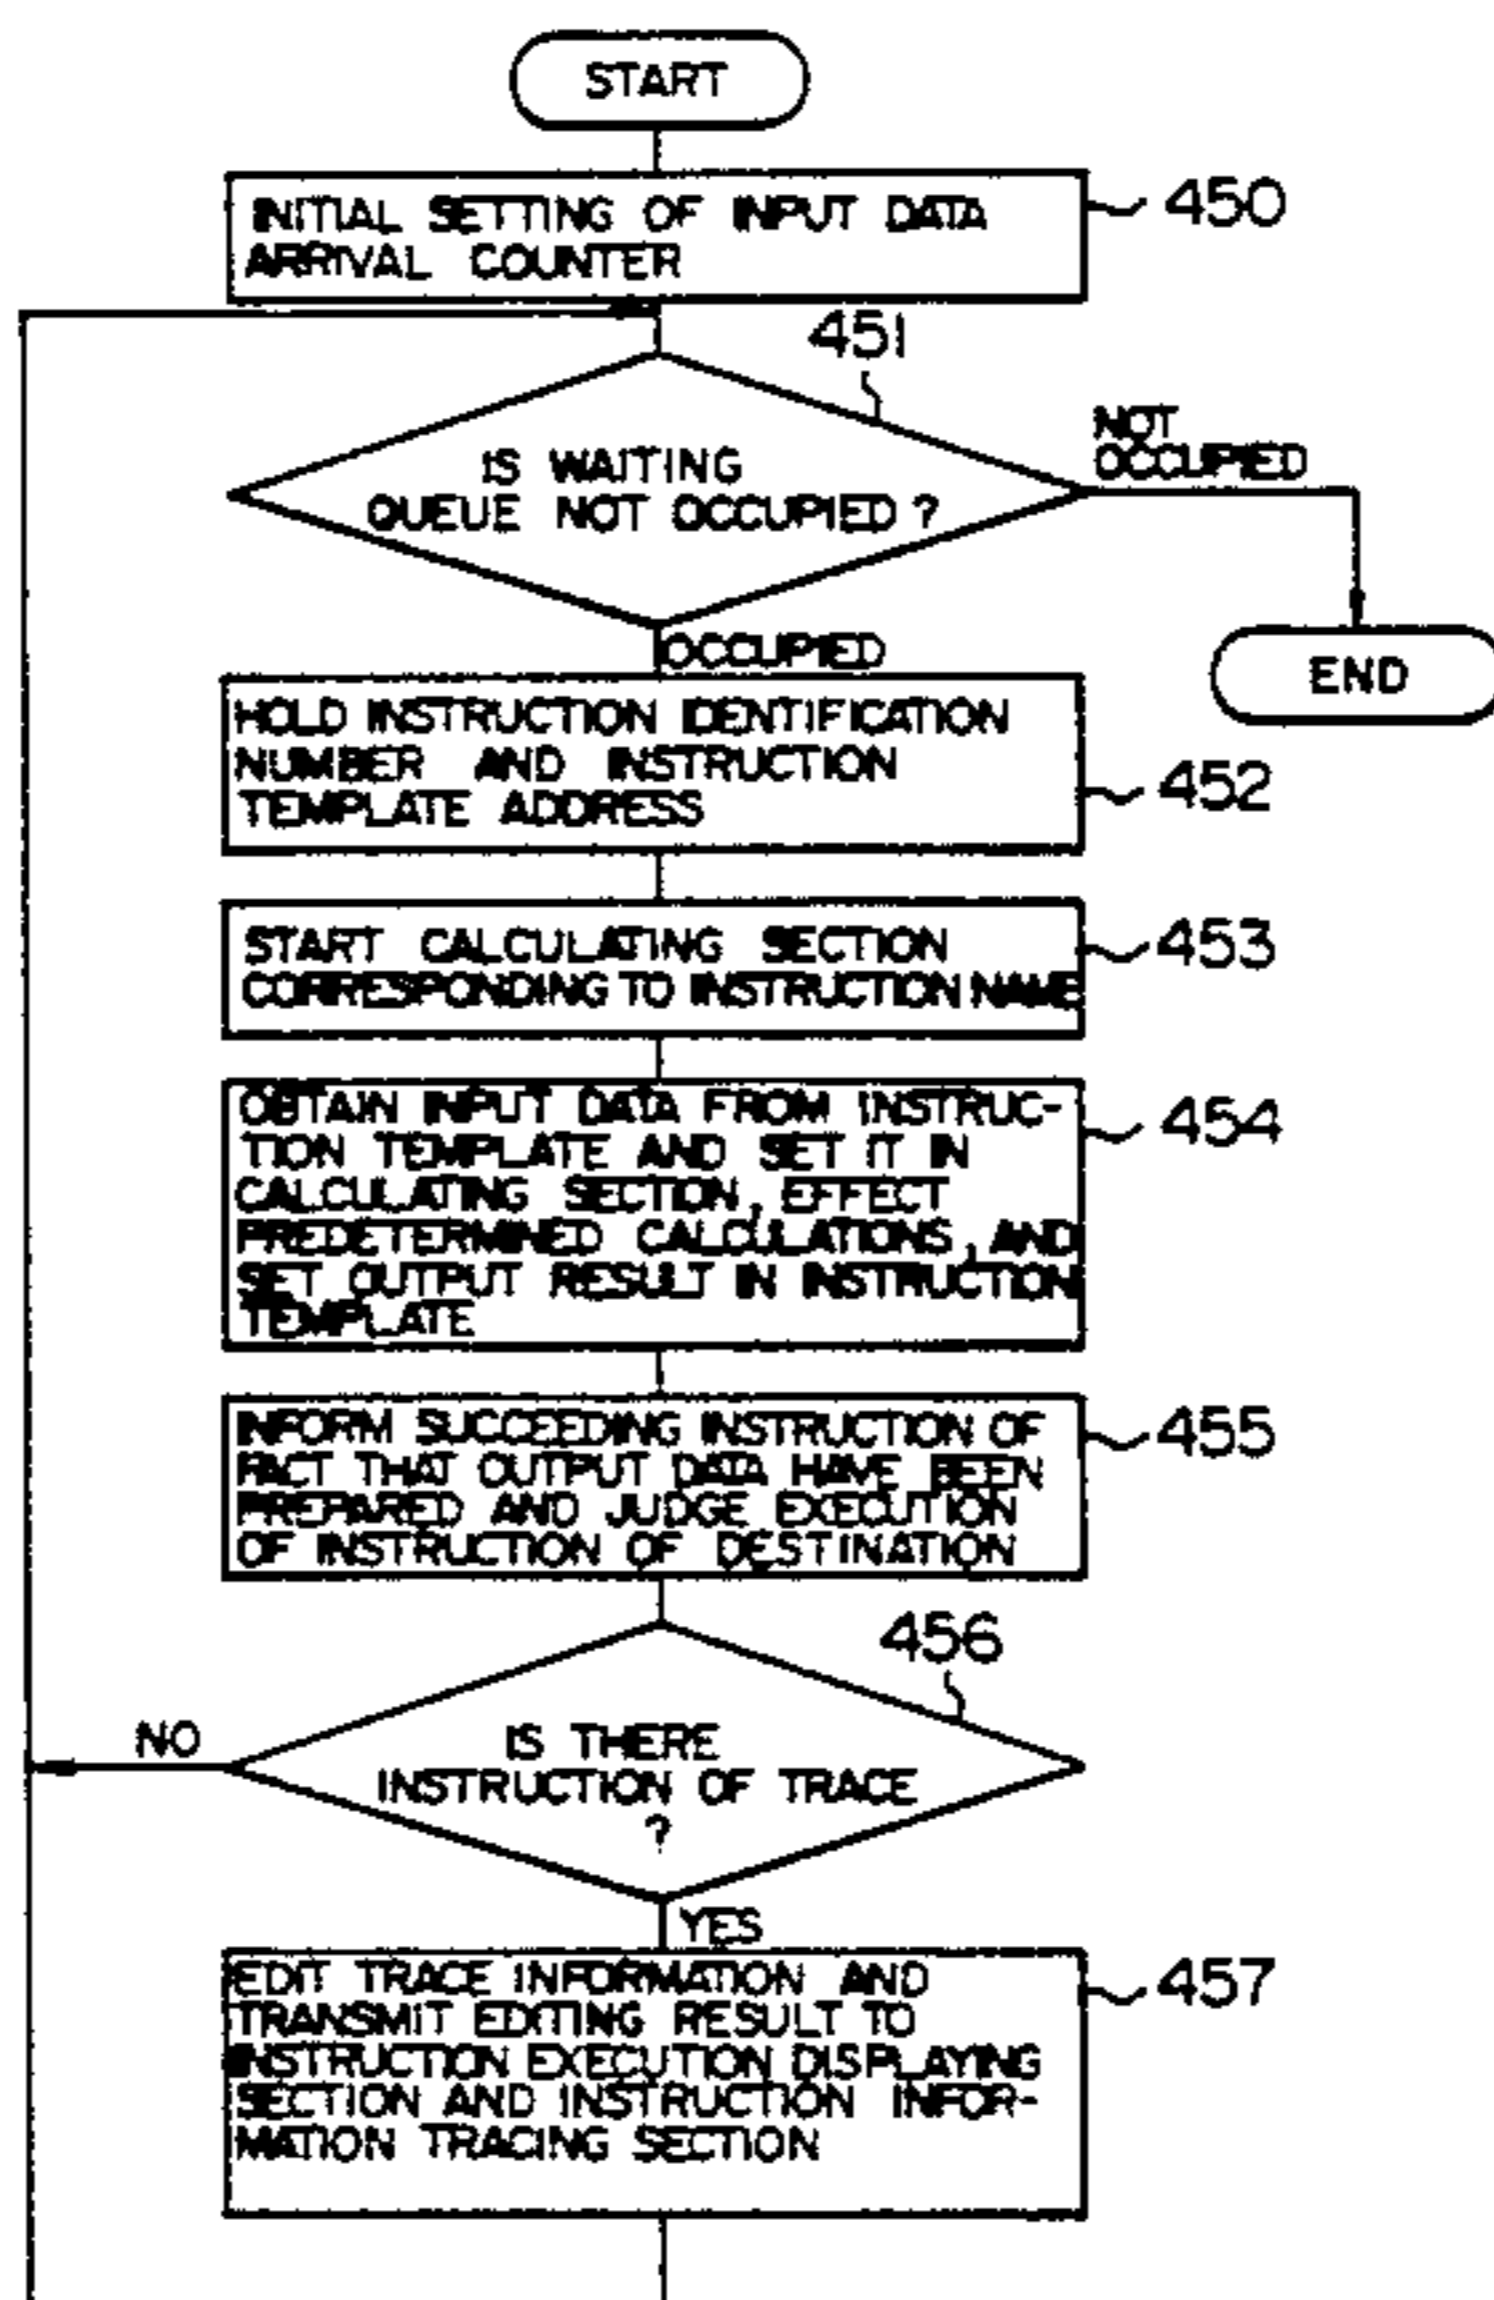 START
INITIAL SETTING OF INPUT DATA
ARRIVAL COUNTER
450
451
IS WAITING
QUEUE NOT OCCUPIED ?
NOT
OCCUPIED
END
OCCUPIED
HOLD INSTRUCTION IDENTIFICATION
NUMBER AND INSTRUCTION
TEMPLATE ADDRESS
452
START CALCULATING SECTION
CORRESPONDING TO INSTRUCTION NAME
453
OBTAIN INPUT DATA FROM INSTRUC-
TION TEMPLATE AND SET IT IN
CALCULATING SECTION, EFFECT
PREDETERMINED CALCULATIONS, AND
SET OUTPUT RESULT IN INSTRUCTION
TEMPLATE
454
INFORM SUCCEEDING INSTRUCTION OF
FACT THAT OUTPUT DATA HAVE BEEN
PREPARED AND JUDGE EXECUTION
OF INSTRUCTION OF DESTINATION
455
456
IS THERE
INSTRUCTION OF TRACE
?
NO
YES
EDIT TRACE INFORMATION AND
TRANSMIT EDITING RESULT TO
INSTRUCTION EXECUTION DISPLAYING
SECTION AND INSTRUCTION INFOR-
MATION TRACING SECTION
457